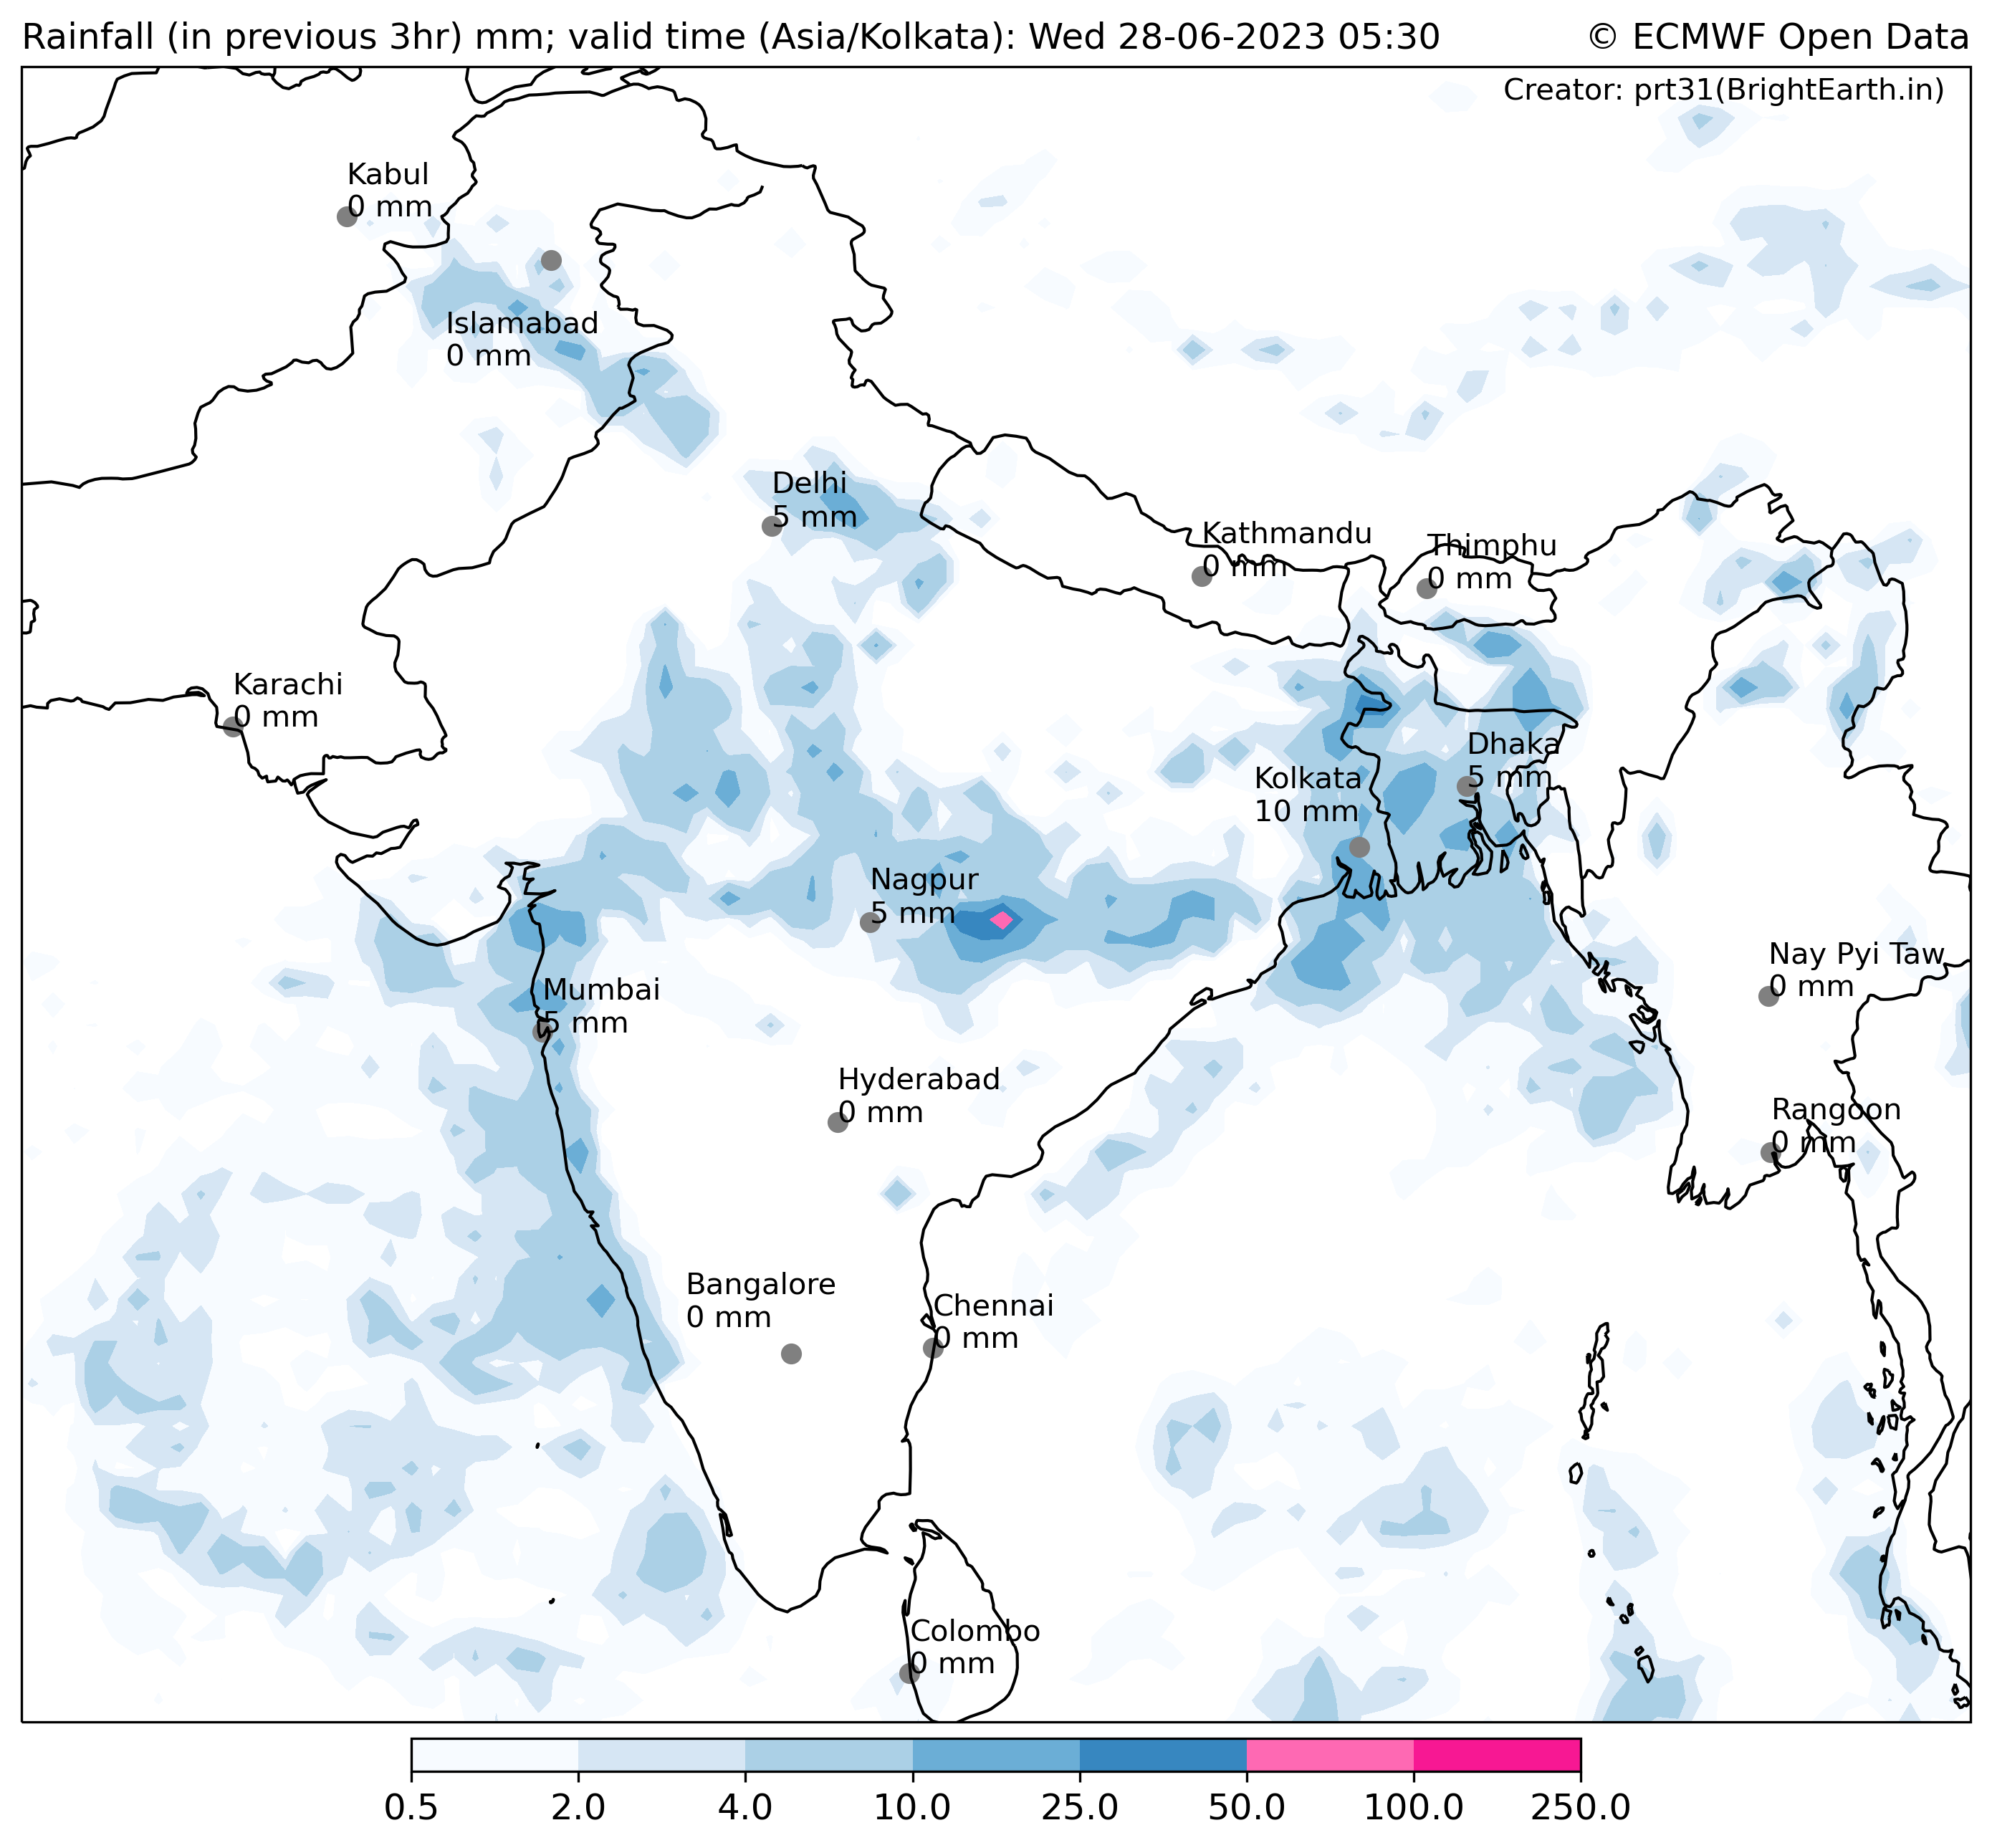 Rainfall (in previous 3hr) mm; valid time (Asia/Kolkata): Wed 28-06-2023 05:30
© ECMWF Open Data
Creator: prt31(BrightEarth.in)
Kabul
0 mm
Islamabad
0 mm
Delhi
5 mm
Kathmandu
0 mm
Thimphu
0 mm
Karachi
0 mm
Dhaka
5 mm
Kolkata
10 mm
Nagpur
5 mm
Nay Pyi Taw
0 mm
Mumbai
5 mm
Hyderabad
0 mm
Rangoon
0 mm
Bangalore
0 mm
Chennai
0 mm
Colombo
0 mm
0.5 2.0 4.0 10.0 25.0 50.0 100.0 250.0